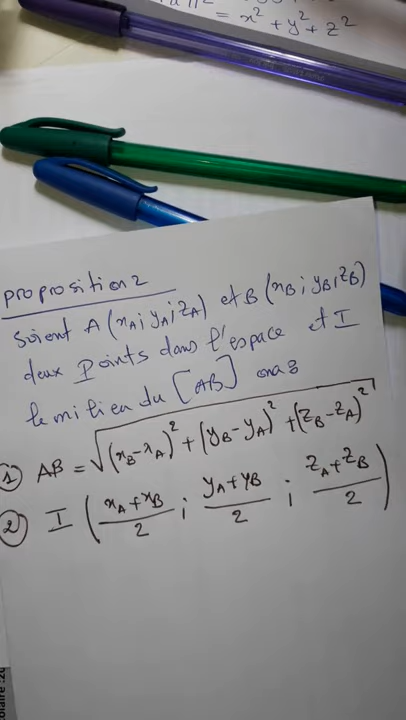 = x² + y² + z²
proprosition 2
soient A (xA; yA; zA) et B (xB; yB; zB)
deux Points dans l'espace et I
le milieu du [AB] ona:
① AB = √((xB-xA)² + (yB-yA)² + (zB-zA)²)
② I ((xA+xB)/2 ; (yA+yB)/2 ; (zA+zB)/2)